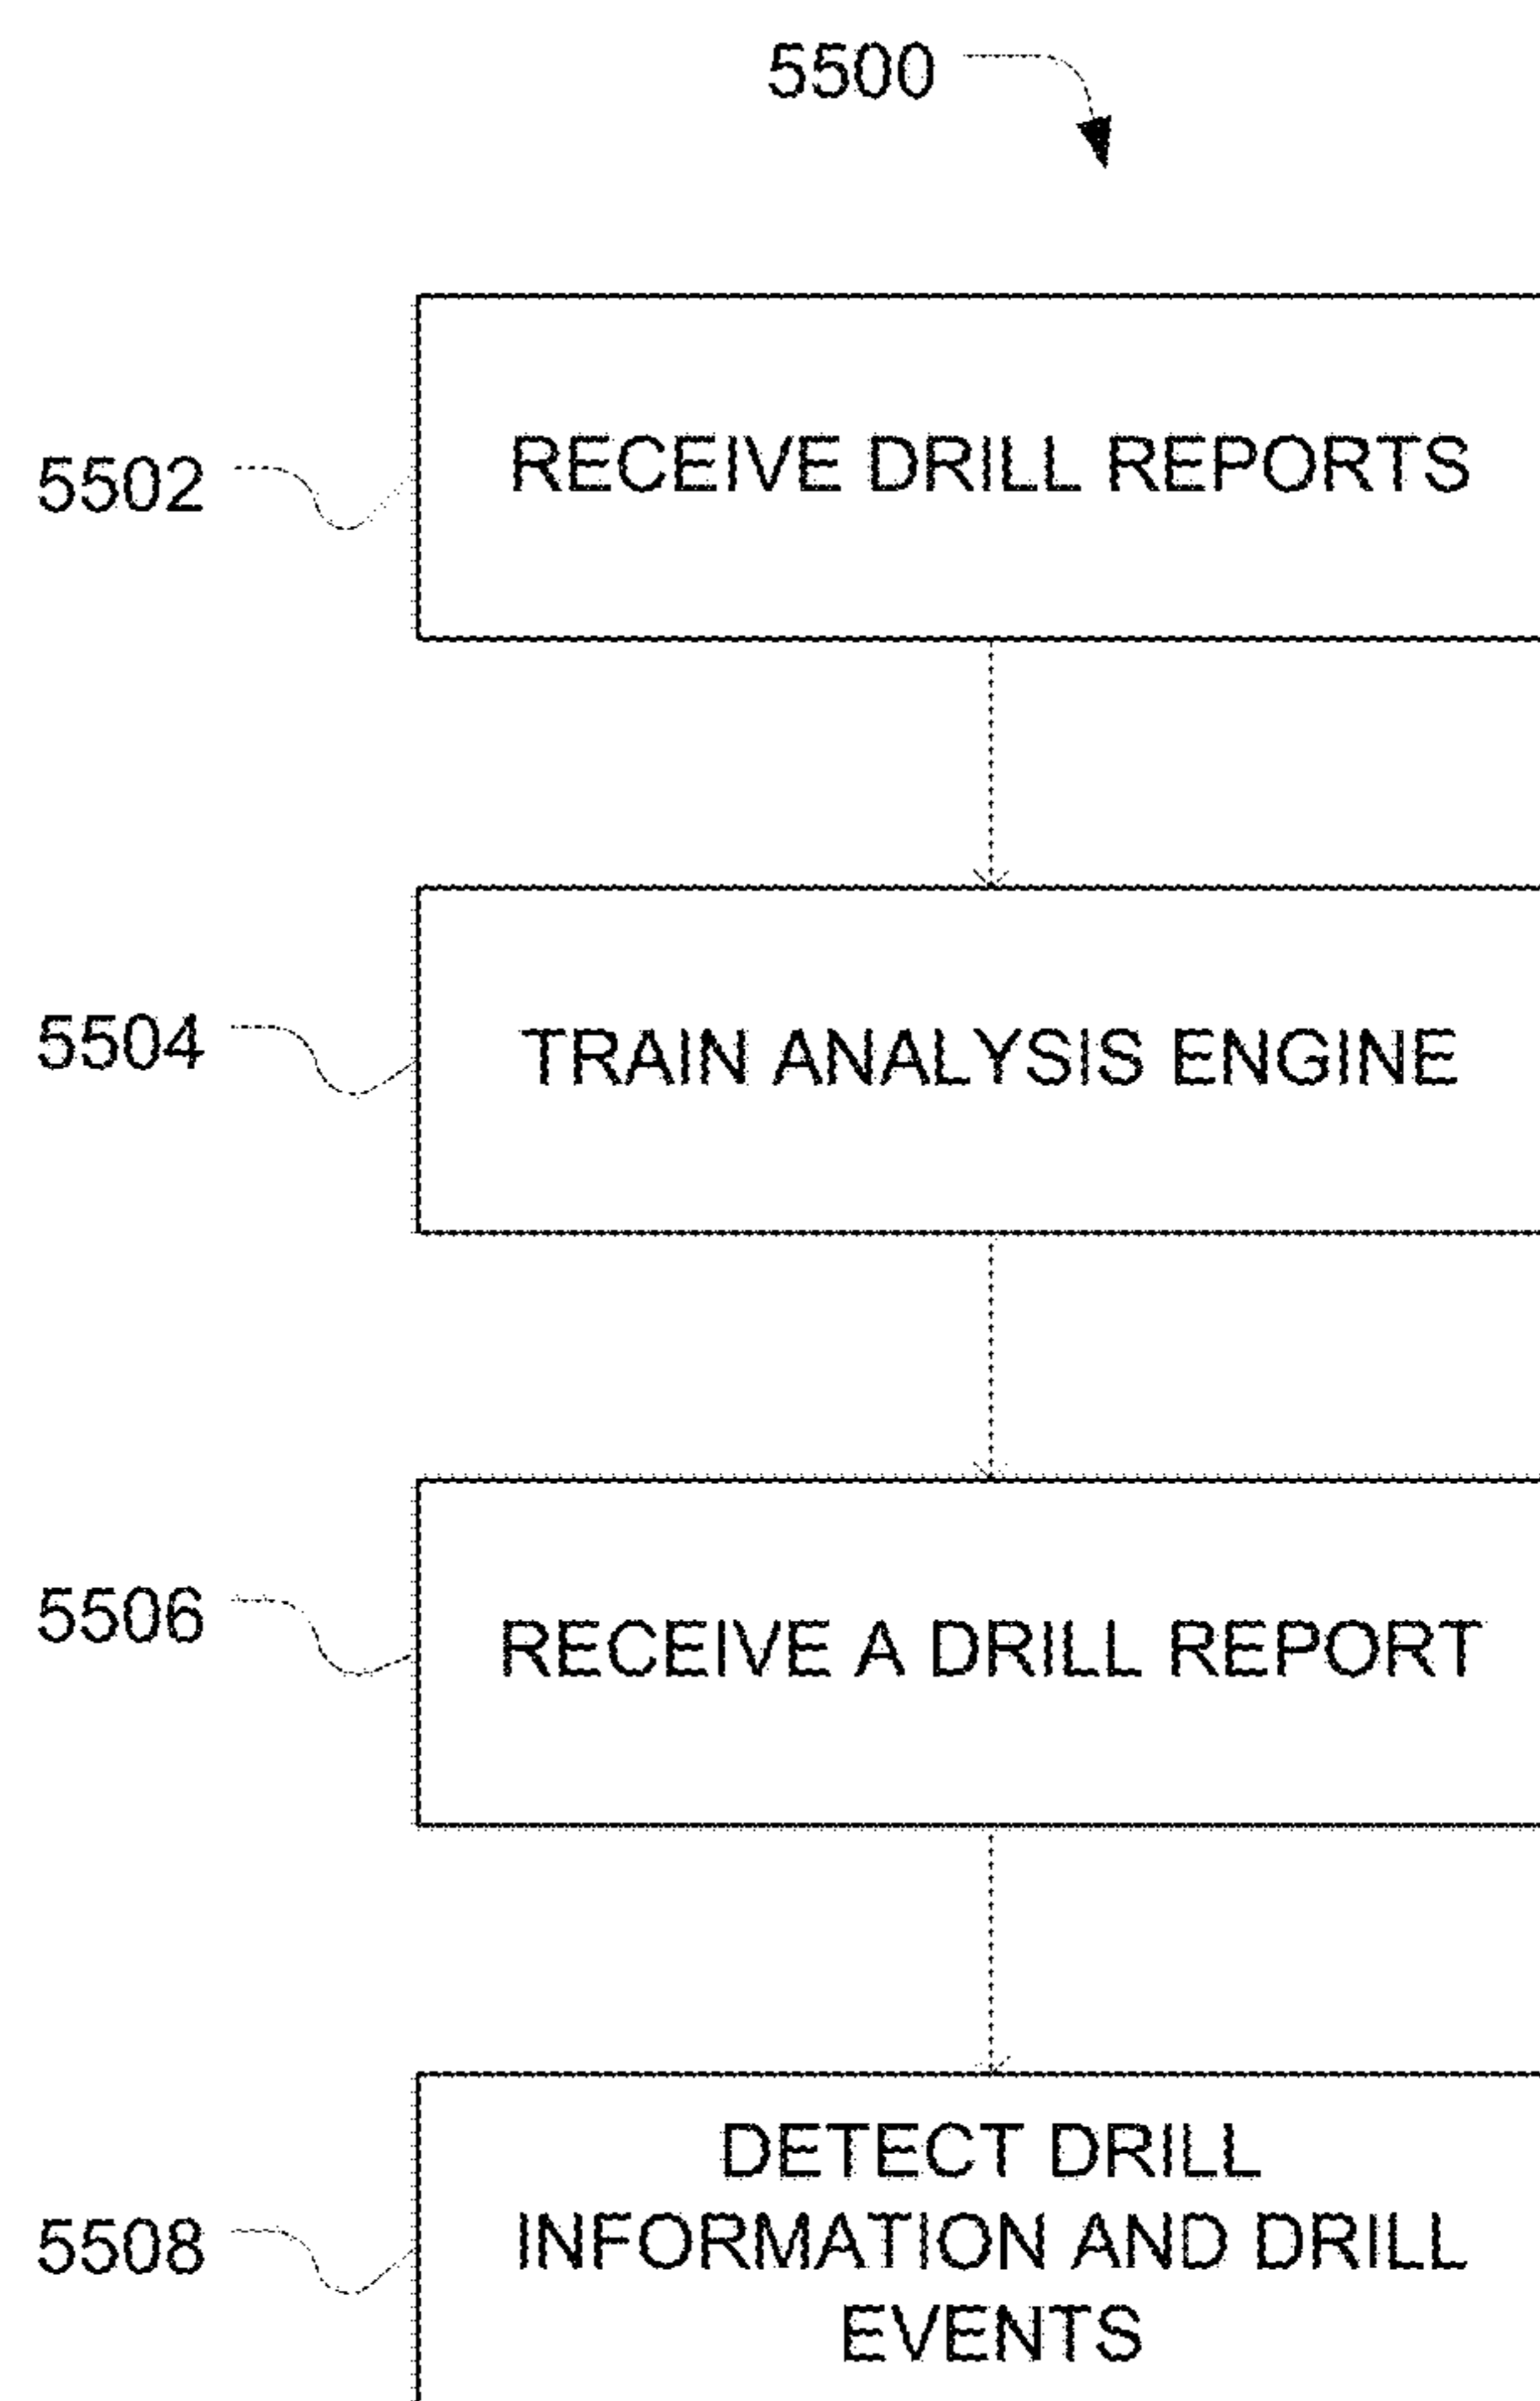 5500
5502
RECEIVE DRILL REPORTS
5504
TRAIN ANALYSIS ENGINE
5506
RECEIVE A DRILL REPORT
5508
DETECT DRILL
INFORMATION AND DRILL
EVENTS